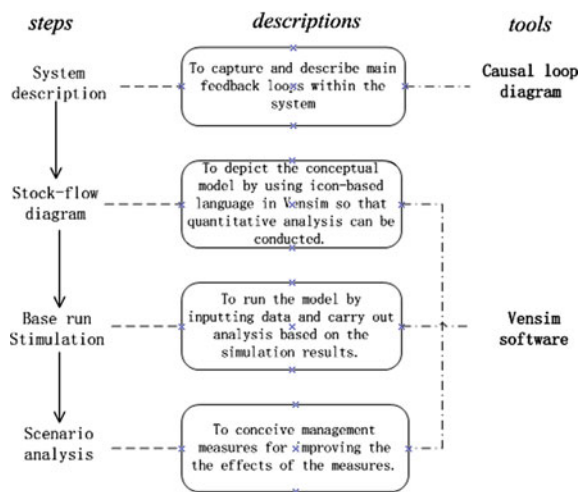 steps
descriptions
tools
System
description
To capture and describe main
feedback loops within the
system
Causal loop
diagram
Stock-flow
diagram
To depict the conceptual
model by using icon-based
language in Vensim so that
quantitative analysis can be
conducted.
Base run
Stimulation
To run the model by
inputting data and carry out
analysis based on the
simulation results.
Vensim
software
Scenario
analysis
To conceive management
measures for improving the
the effects of the measures.